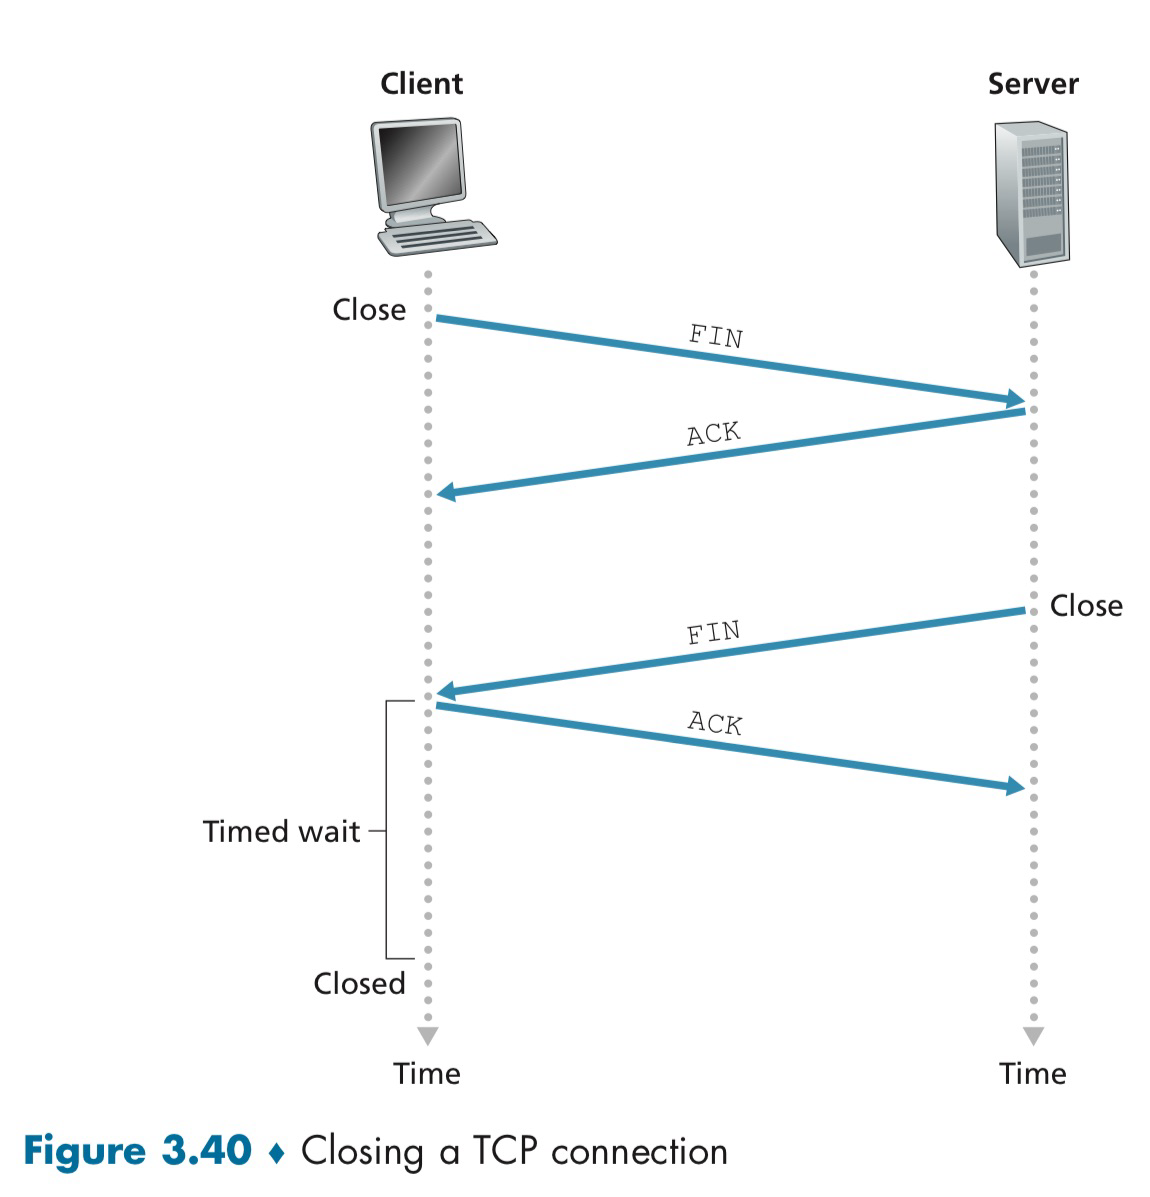 Client
Server
Close
FIN
ACK
Close
FIN
ACK
Timed wait
Closed
Time
Time
Figure 3.40 ♦ Closing a TCP connection